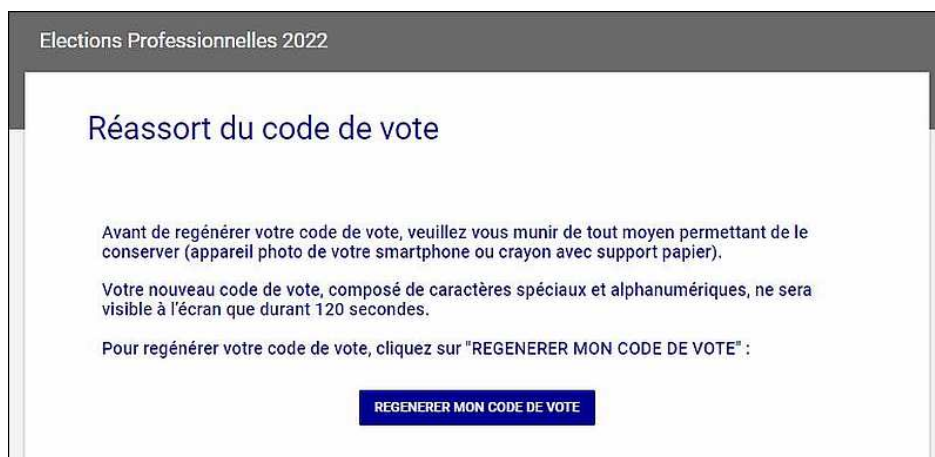 Elections Professionnelles 2022
Réassort du code de vote
Avant de regénérer votre code de vote, veuillez vous munir de tout moyen permettant de le
conserver (appareil photo de votre smartphone ou crayon avec support papier).
Votre nouveau code de vote, composé de caractères spéciaux et alphanumériques, ne sera
visible à l'écran que durant 120 secondes.
Pour regénérer votre code de vote, cliquez sur "REGENERER MON CODE DE VOTE" :
REGENERER MON CODE DE VOTE